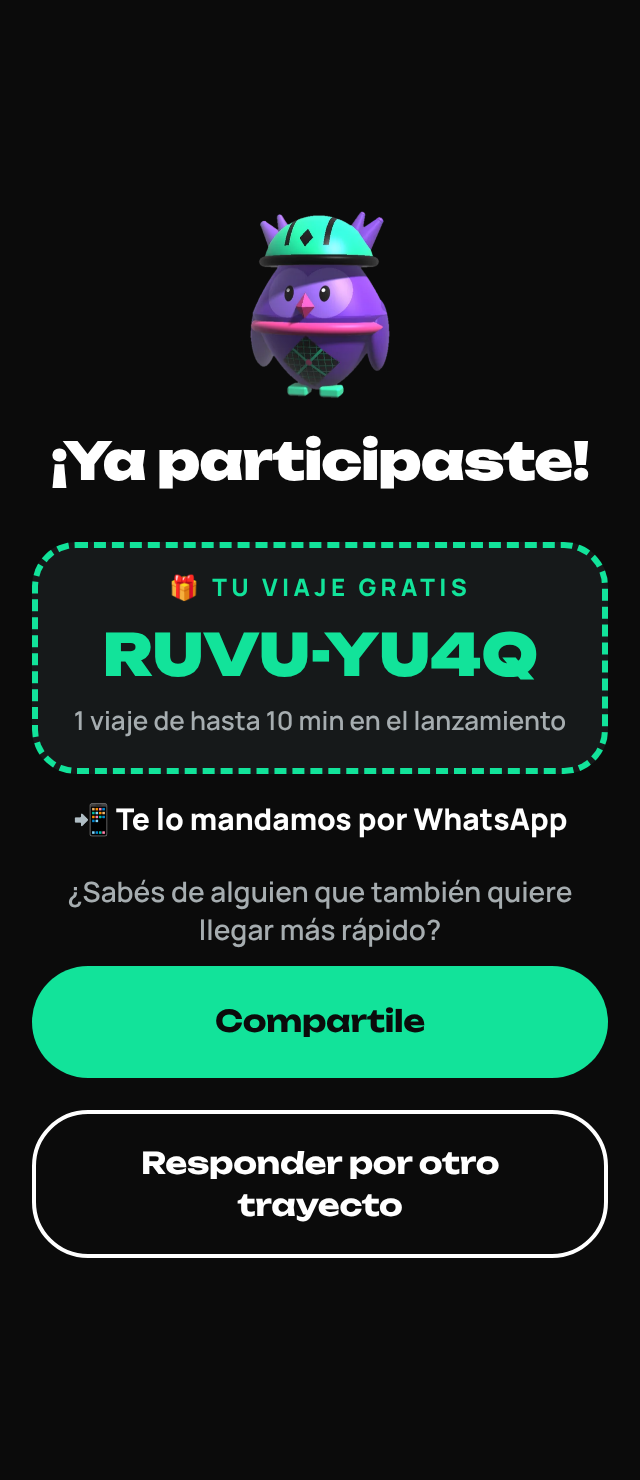 ¡Ya participaste!
🎁 TU VIAJE GRATIS
RUVU-YU4Q
1 viaje de hasta 10 min en el lanzamiento
📲 Te lo mandamos por WhatsApp
¿Sabés de alguien que también quiere
llegar más rápido?
Compartile
Responder por otro
trayecto